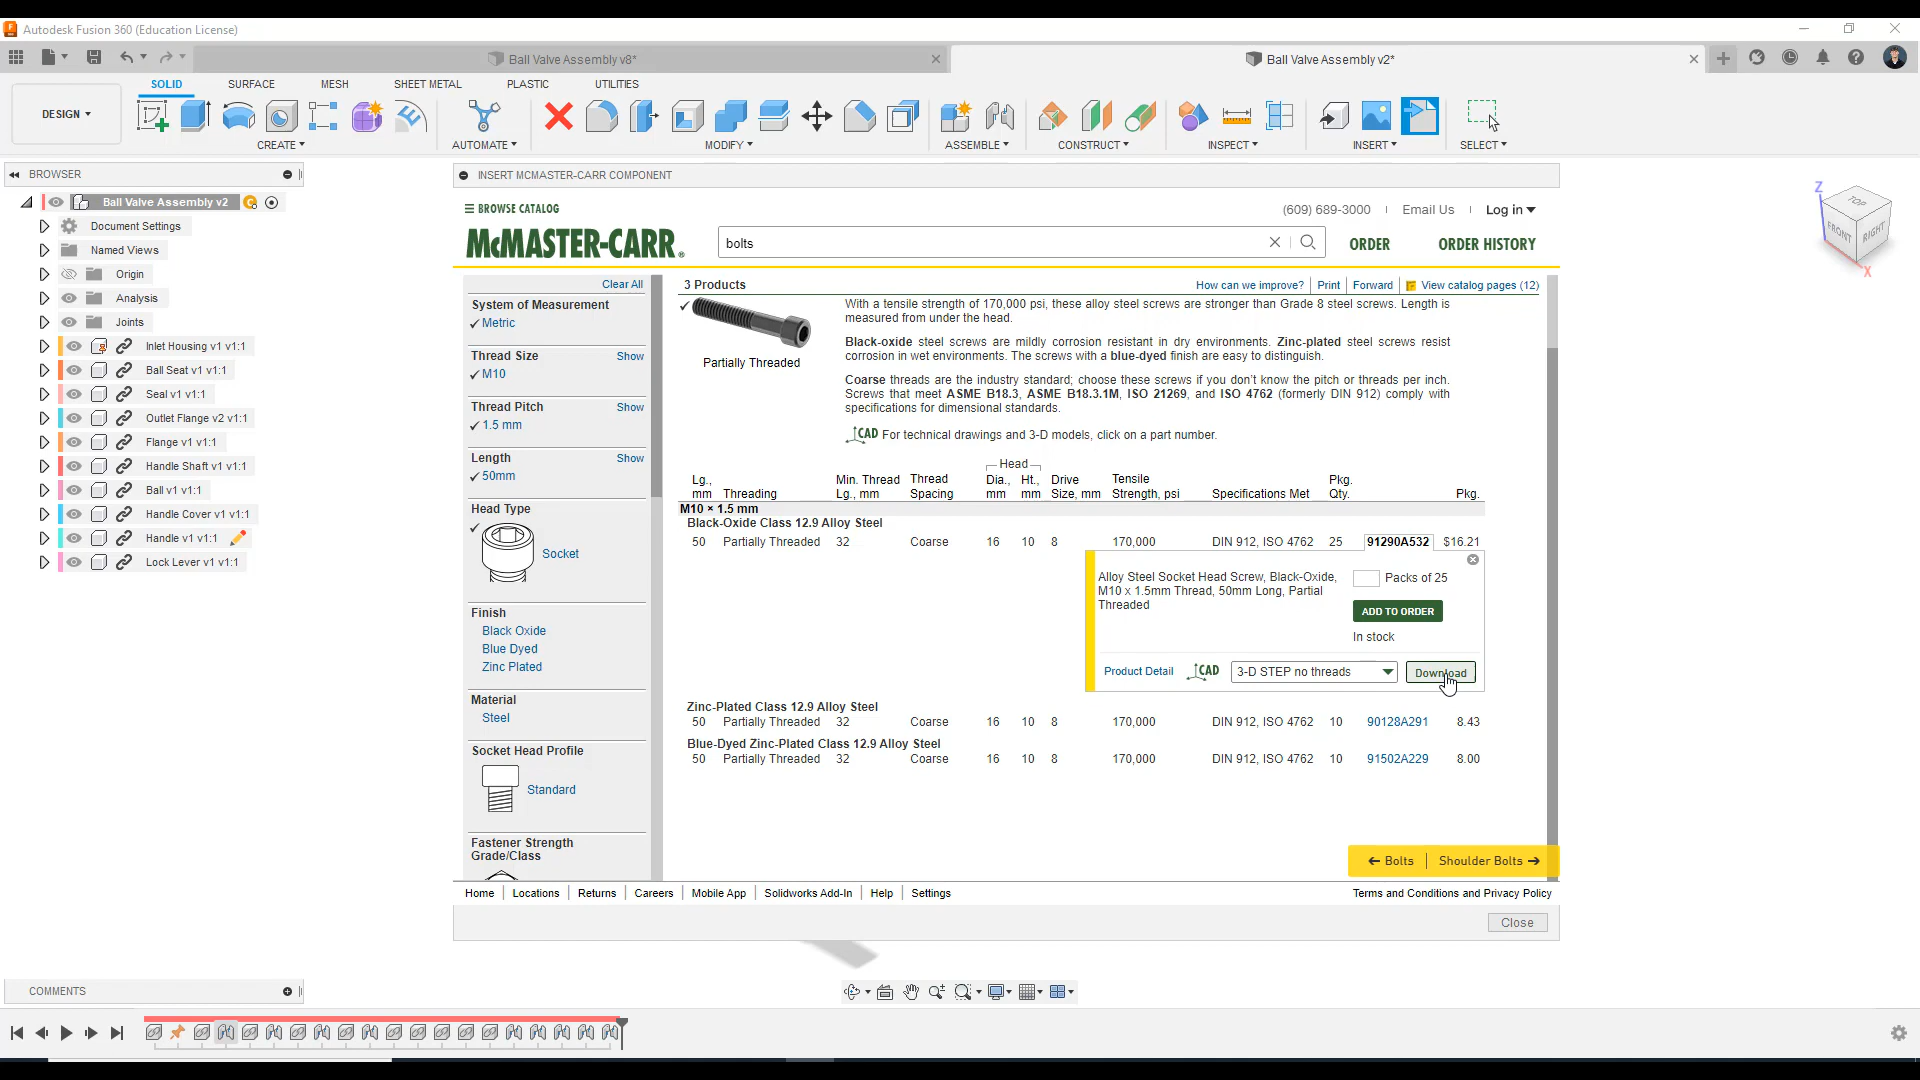 Autodesk Fusion 360 (Education License)
Ball Valve Assembly v8*
Ball Valve Assembly v2*
SOLID
SURFACE
MESH
SHEET METAL
PLASTIC
UTILITIES
DESIGN
CREATE
AUTOMATE
MODIFY
ASSEMBLE
CONSTRUCT
INSPECT
INSERT
SELECT
BROWSER
Ball Valve Assembly v2
Document Settings
Named Views
Origin
Analysis
Joints
Inlet Housing v1 v1:1
Ball Seat v1 v1:1
Seal v1 v1:1
Outlet Flange v2 v1:1
Flange v1 v1:1
Handle Shaft v1 v1:1
Ball v1 v1:1
Handle Cover v1 v1:1
Handle v1 v1:1
Lock Lever v1 v1:1
INSERT MCMASTER-CARR COMPONENT
BROWSE CATALOG
(609) 689-3000
Email Us
Log in
McMASTER-CARR®
bolts
ORDER
ORDER HISTORY
Clear All
System of Measurement
Metric
Thread Size Show
M10
Thread Pitch Show
1.5 mm
Length Show
50mm
Head Type
Socket
Finish
Black Oxide
Blue Dyed
Zinc Plated
Material
Steel
Socket Head Profile
Standard
Fastener Strength
Grade/Class
3 Products
How can we improve? Print Forward View catalog pages (12)
Partially Threaded
With a tensile strength of 170,000 psi, these alloy steel screws are stronger than Grade 8 steel screws. Length is
measured from under the head.
Black-oxide steel screws are mildly corrosion resistant in dry environments. Zinc-plated steel screws resist
corrosion in wet environments. The screws with a blue-dyed finish are easy to distinguish.
Coarse threads are the industry standard; choose these screws if you don't know the pitch or threads per inch.
Screws that meet ASME B18.3, ASME B18.3.1M, ISO 21269, and ISO 4762 (formerly DIN 912) comply with
specifications for dimensional standards.
CAD For technical drawings and 3-D models, click on a part number.
Head
Lg., Min. Thread Thread Dia., Ht., Drive Tensile Pkg.
mm Threading Lg., mm Spacing mm mm Size, mm Strength, psi Specifications Met Qty. Pkg.
M10 × 1.5 mm
Black-Oxide Class 12.9 Alloy Steel
50 Partially Threaded 32 Coarse 16 10 8 170,000 DIN 912, ISO 4762 25 91290A532 $16.21
Alloy Steel Socket Head Screw, Black-Oxide,
M10 x 1.5mm Thread, 50mm Long, Partial
Threaded
Packs of 25
ADD TO ORDER
In stock
Product Detail CAD 3-D STEP no threads Download
Zinc-Plated Class 12.9 Alloy Steel
50 Partially Threaded 32 Coarse 16 10 8 170,000 DIN 912, ISO 4762 10 90128A291 8.43
Blue-Dyed Zinc-Plated Class 12.9 Alloy Steel
50 Partially Threaded 32 Coarse 16 10 8 170,000 DIN 912, ISO 4762 10 91502A229 8.00
Bolts Shoulder Bolts
Home Locations Returns Careers Mobile App Solidworks Add-In Help Settings
Terms and Conditions and Privacy Policy
Close
Z
TOP
FRONT
RIGHT
X
COMMENTS